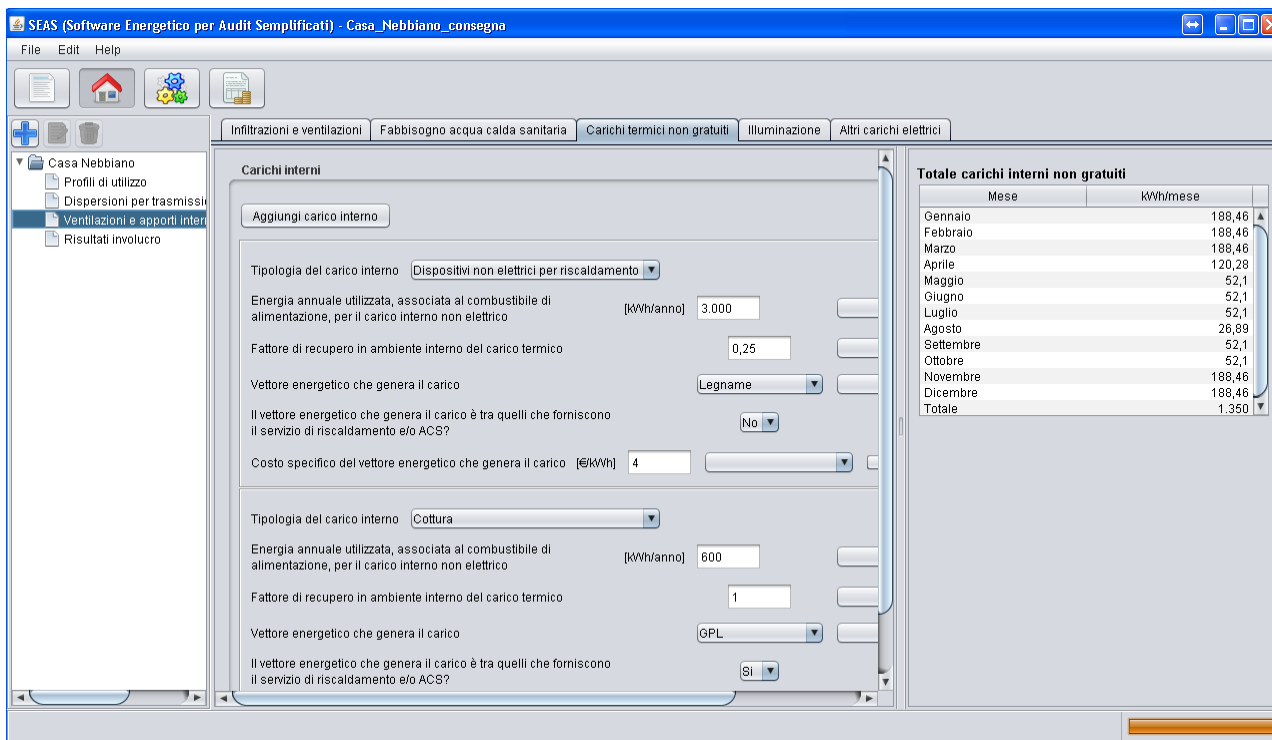 SEAS (Software Energetico per Audit Semplificati) - Casa_Nebbiano_consegna
File Edit Help
Infiltrazioni e ventilazioni Fabbisogno acqua calda sanitaria Carichi termici non gratuiti Illuminazione Altri carichi elettrici
Casa Nebbiano
Profili di utilizzo
Dispersioni per trasmissi
Ventilazioni e apporti intern
Risultati involucro
Carichi interni
Aggiungi carico interno
Tipologia del carico interno Dispositivi non elettrici per riscaldamento
Energia annuale utilizzata, associata al combustibile di
alimentazione, per il carico interno non elettrico [kWh/anno] 3.000
Fattore di recupero in ambiente interno del carico termico 0,25
Vettore energetico che genera il carico Legname
Il vettore energetico che genera il carico è tra quelli che forniscono
il servizio di riscaldamento e/o ACS? No
Costo specifico del vettore energetico che genera il carico [€/kWh] 4
Tipologia del carico interno Cottura
Energia annuale utilizzata, associata al combustibile di
alimentazione, per il carico interno non elettrico [kWh/anno] 600
Fattore di recupero in ambiente interno del carico termico 1
Vettore energetico che genera il carico GPL
Il vettore energetico che genera il carico è tra quelli che forniscono
il servizio di riscaldamento e/o ACS? Si
Totale carichi interni non gratuiti
Mese kWh/mese
Gennaio 188,46
Febbraio 188,46
Marzo 188,46
Aprile 120,28
Maggio 52,1
Giugno 52,1
Luglio 52,1
Agosto 26,89
Settembre 52,1
Ottobre 52,1
Novembre 188,46
Dicembre 188,46
Totale 1.350